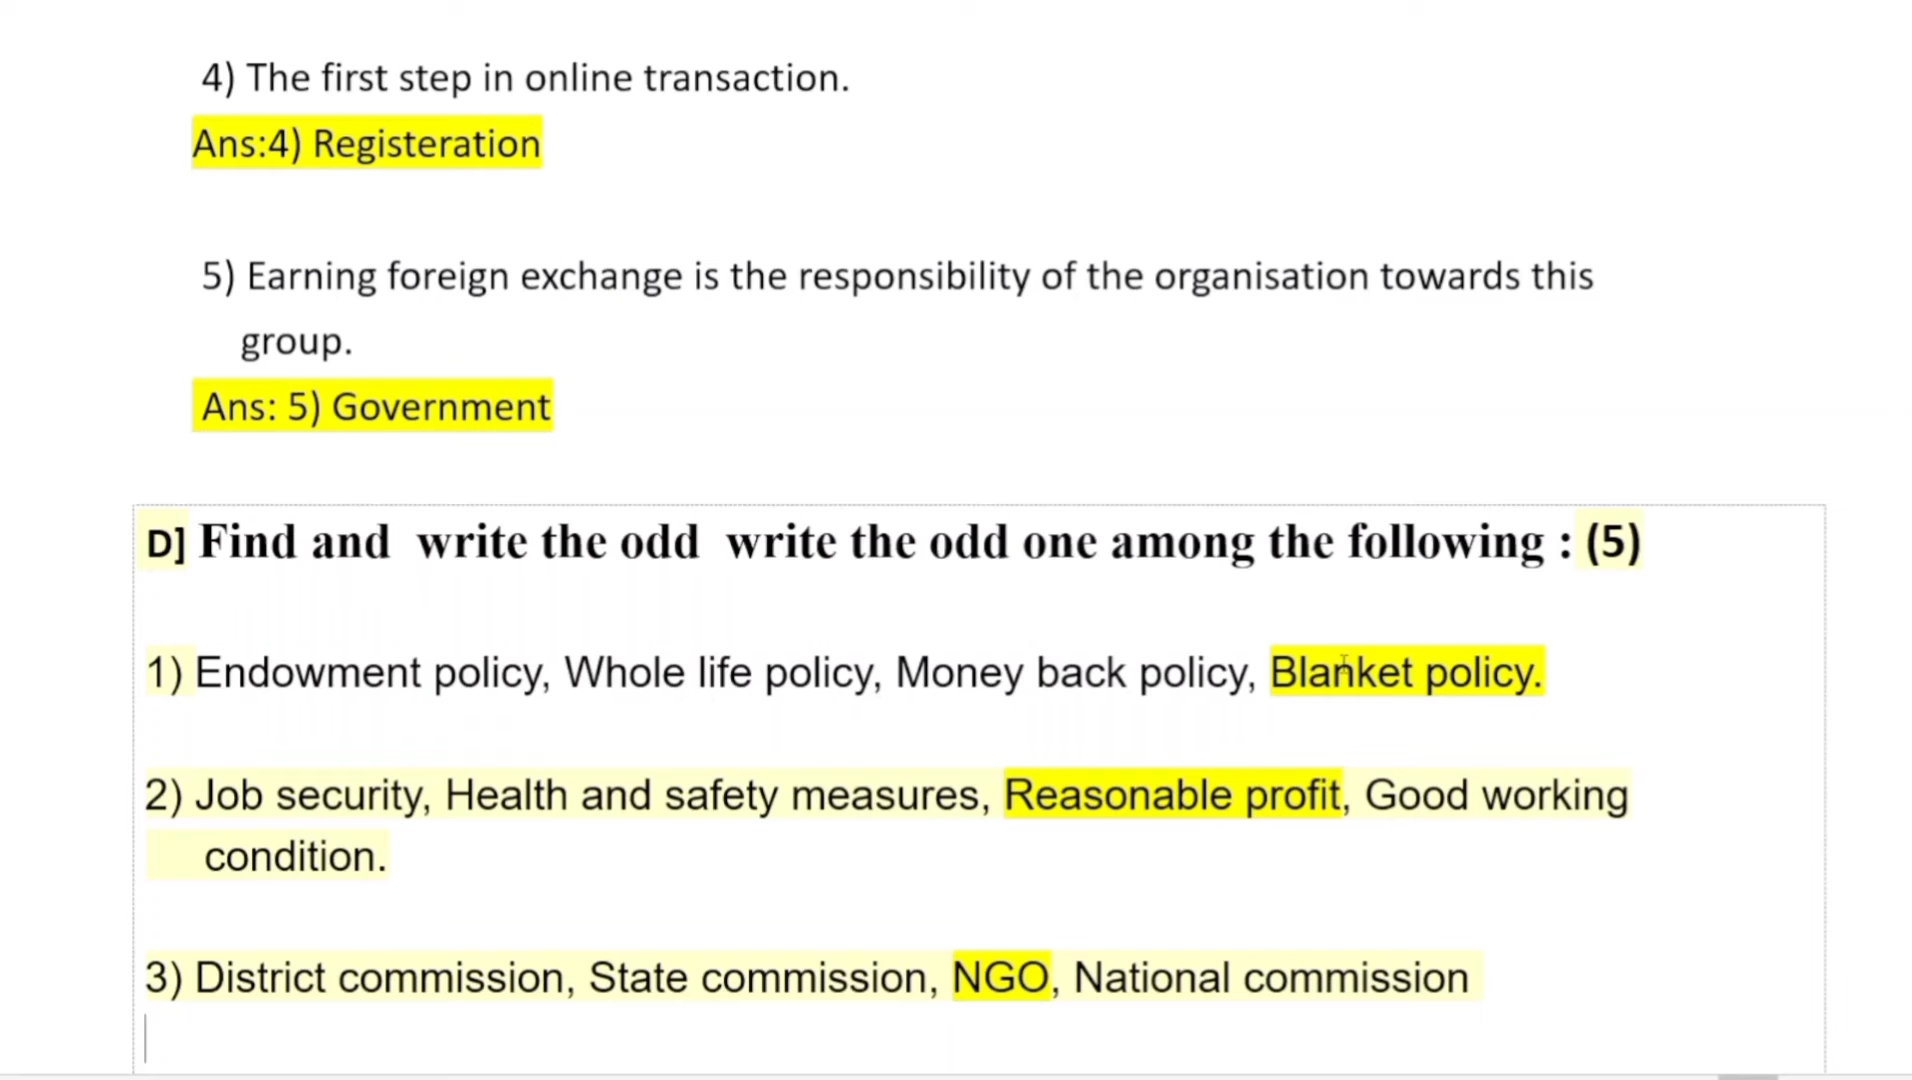 4) The first step in online transaction.
Ans:4) Registeration
5) Earning foreign exchange is the responsibility of the organisation towards this
group.
Ans: 5) Government
D] Find and write the odd write the odd one among the following : (5)
1) Endowment policy, Whole life policy, Money back policy, Blanket policy.
2) Job security, Health and safety measures, Reasonable profit, Good working
condition.
3) District commission, State commission, NGO, National commission